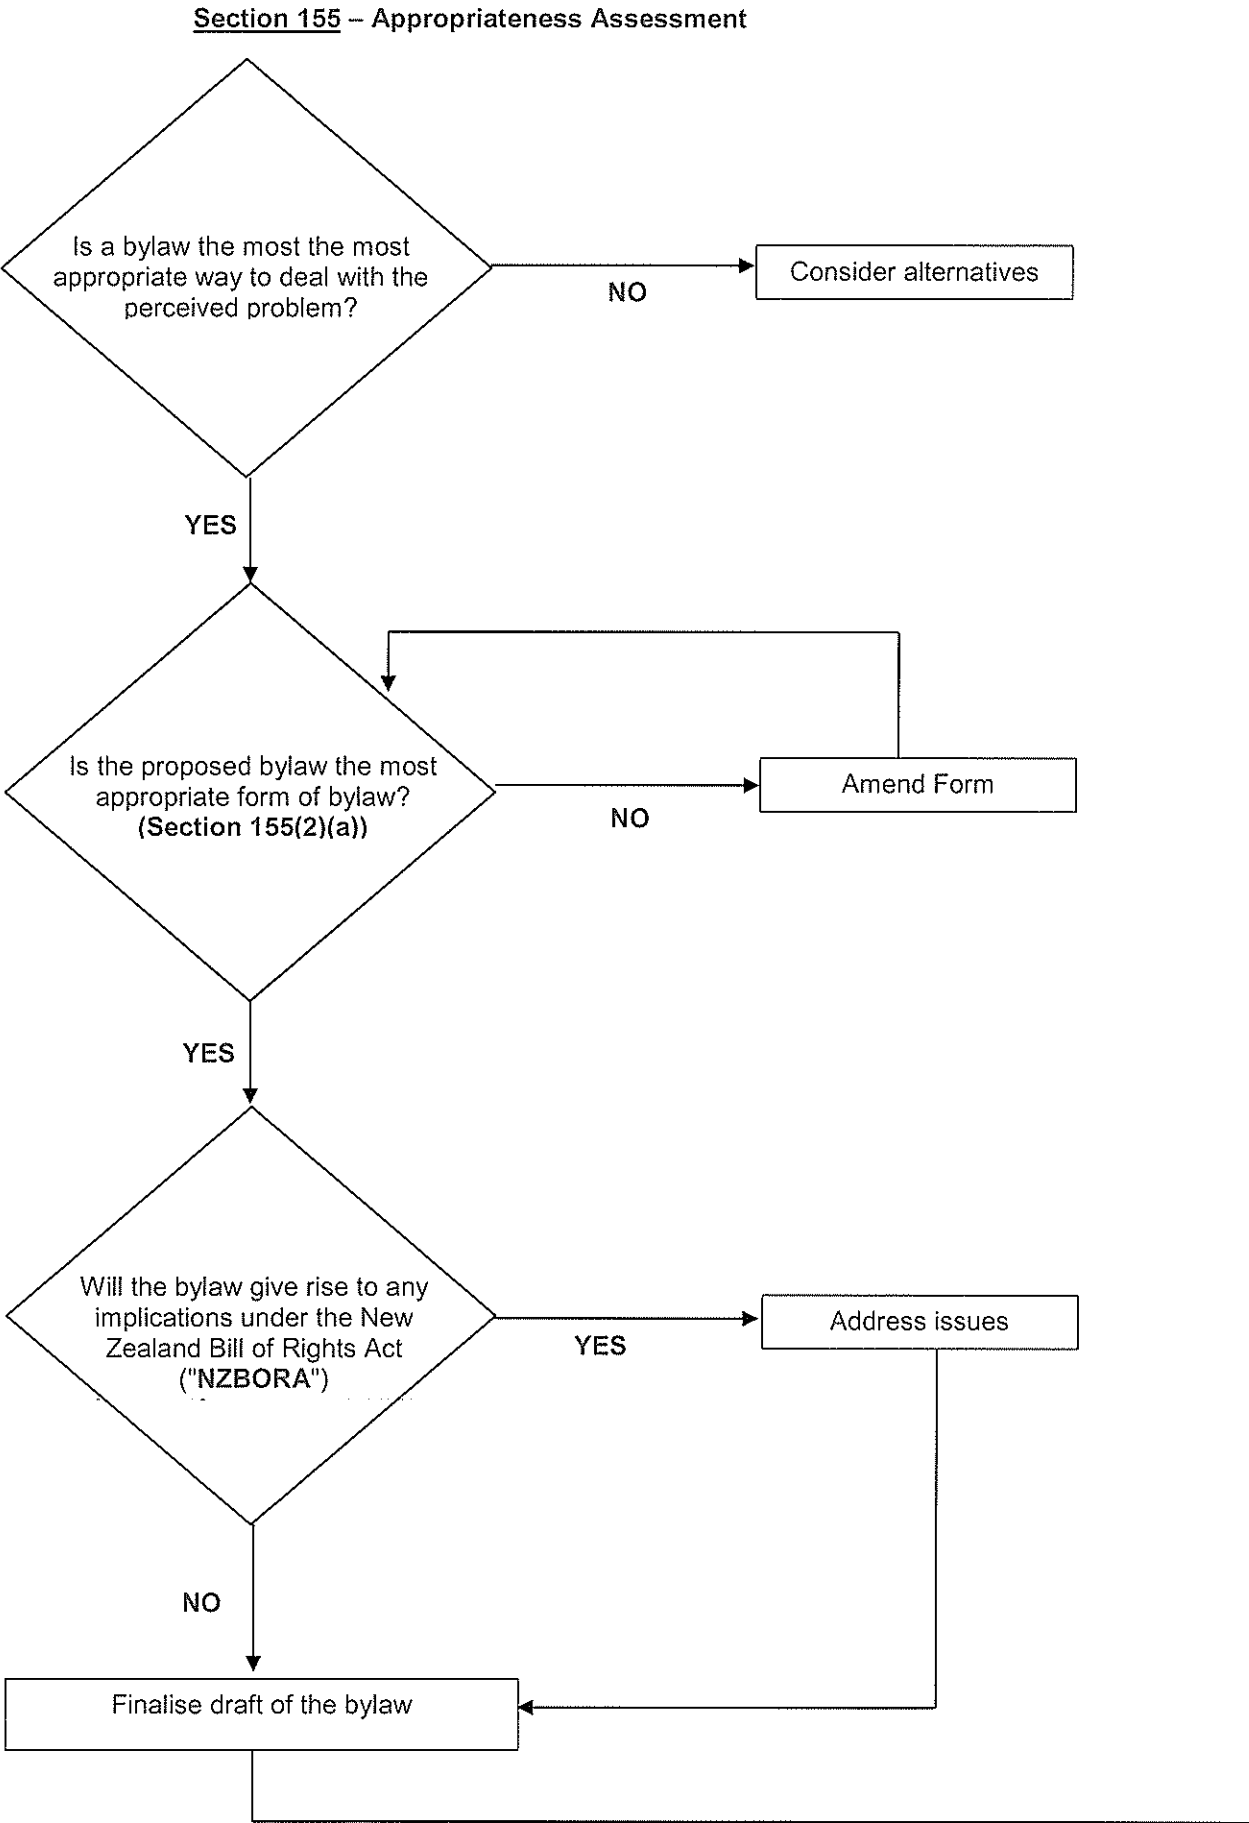 Section 155 – Appropriateness Assessment
Is a bylaw the most the most
appropriate way to deal with the
perceived problem?
NO
Consider alternatives
YES
Is the proposed bylaw the most
appropriate form of bylaw?
(Section 155(2)(a))
NO
Amend Form
YES
Will the bylaw give rise to any
implications under the New
Zealand Bill of Rights Act
("NZBORA")
YES
Address issues
NO
Finalise draft of the bylaw